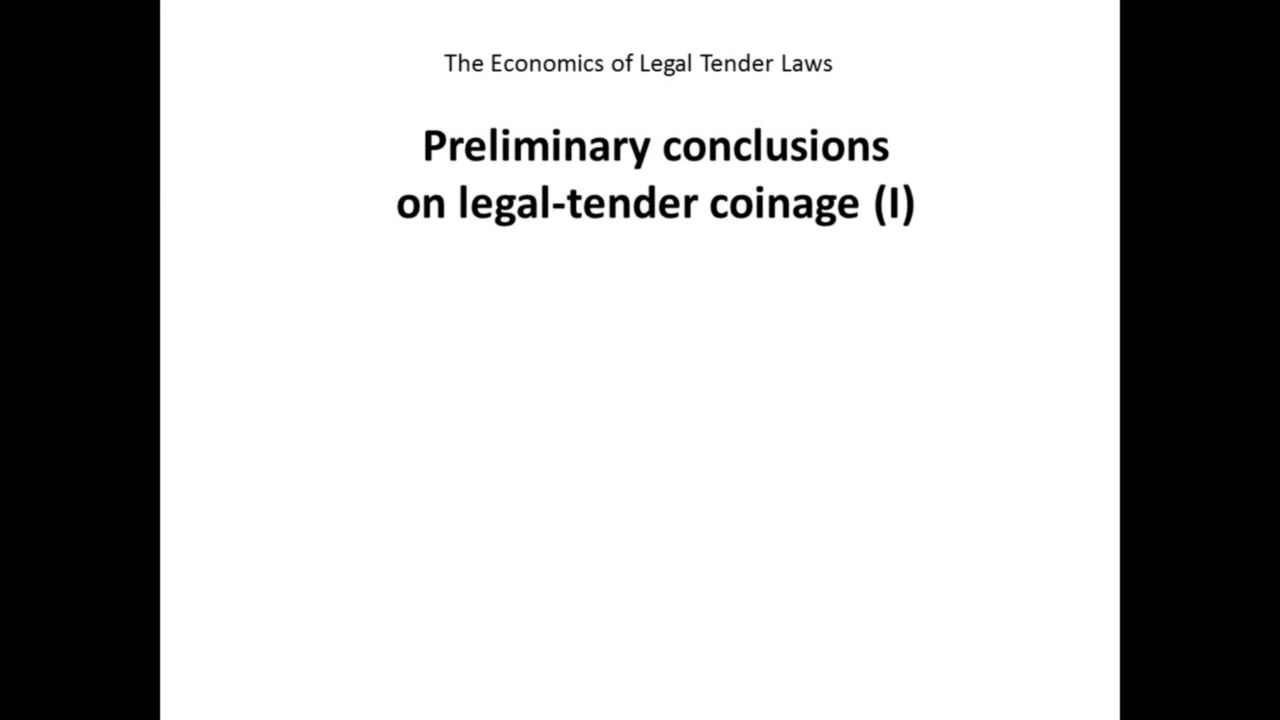 The Economics of Legal Tender Laws
Preliminary conclusions
on legal-tender coinage (I)